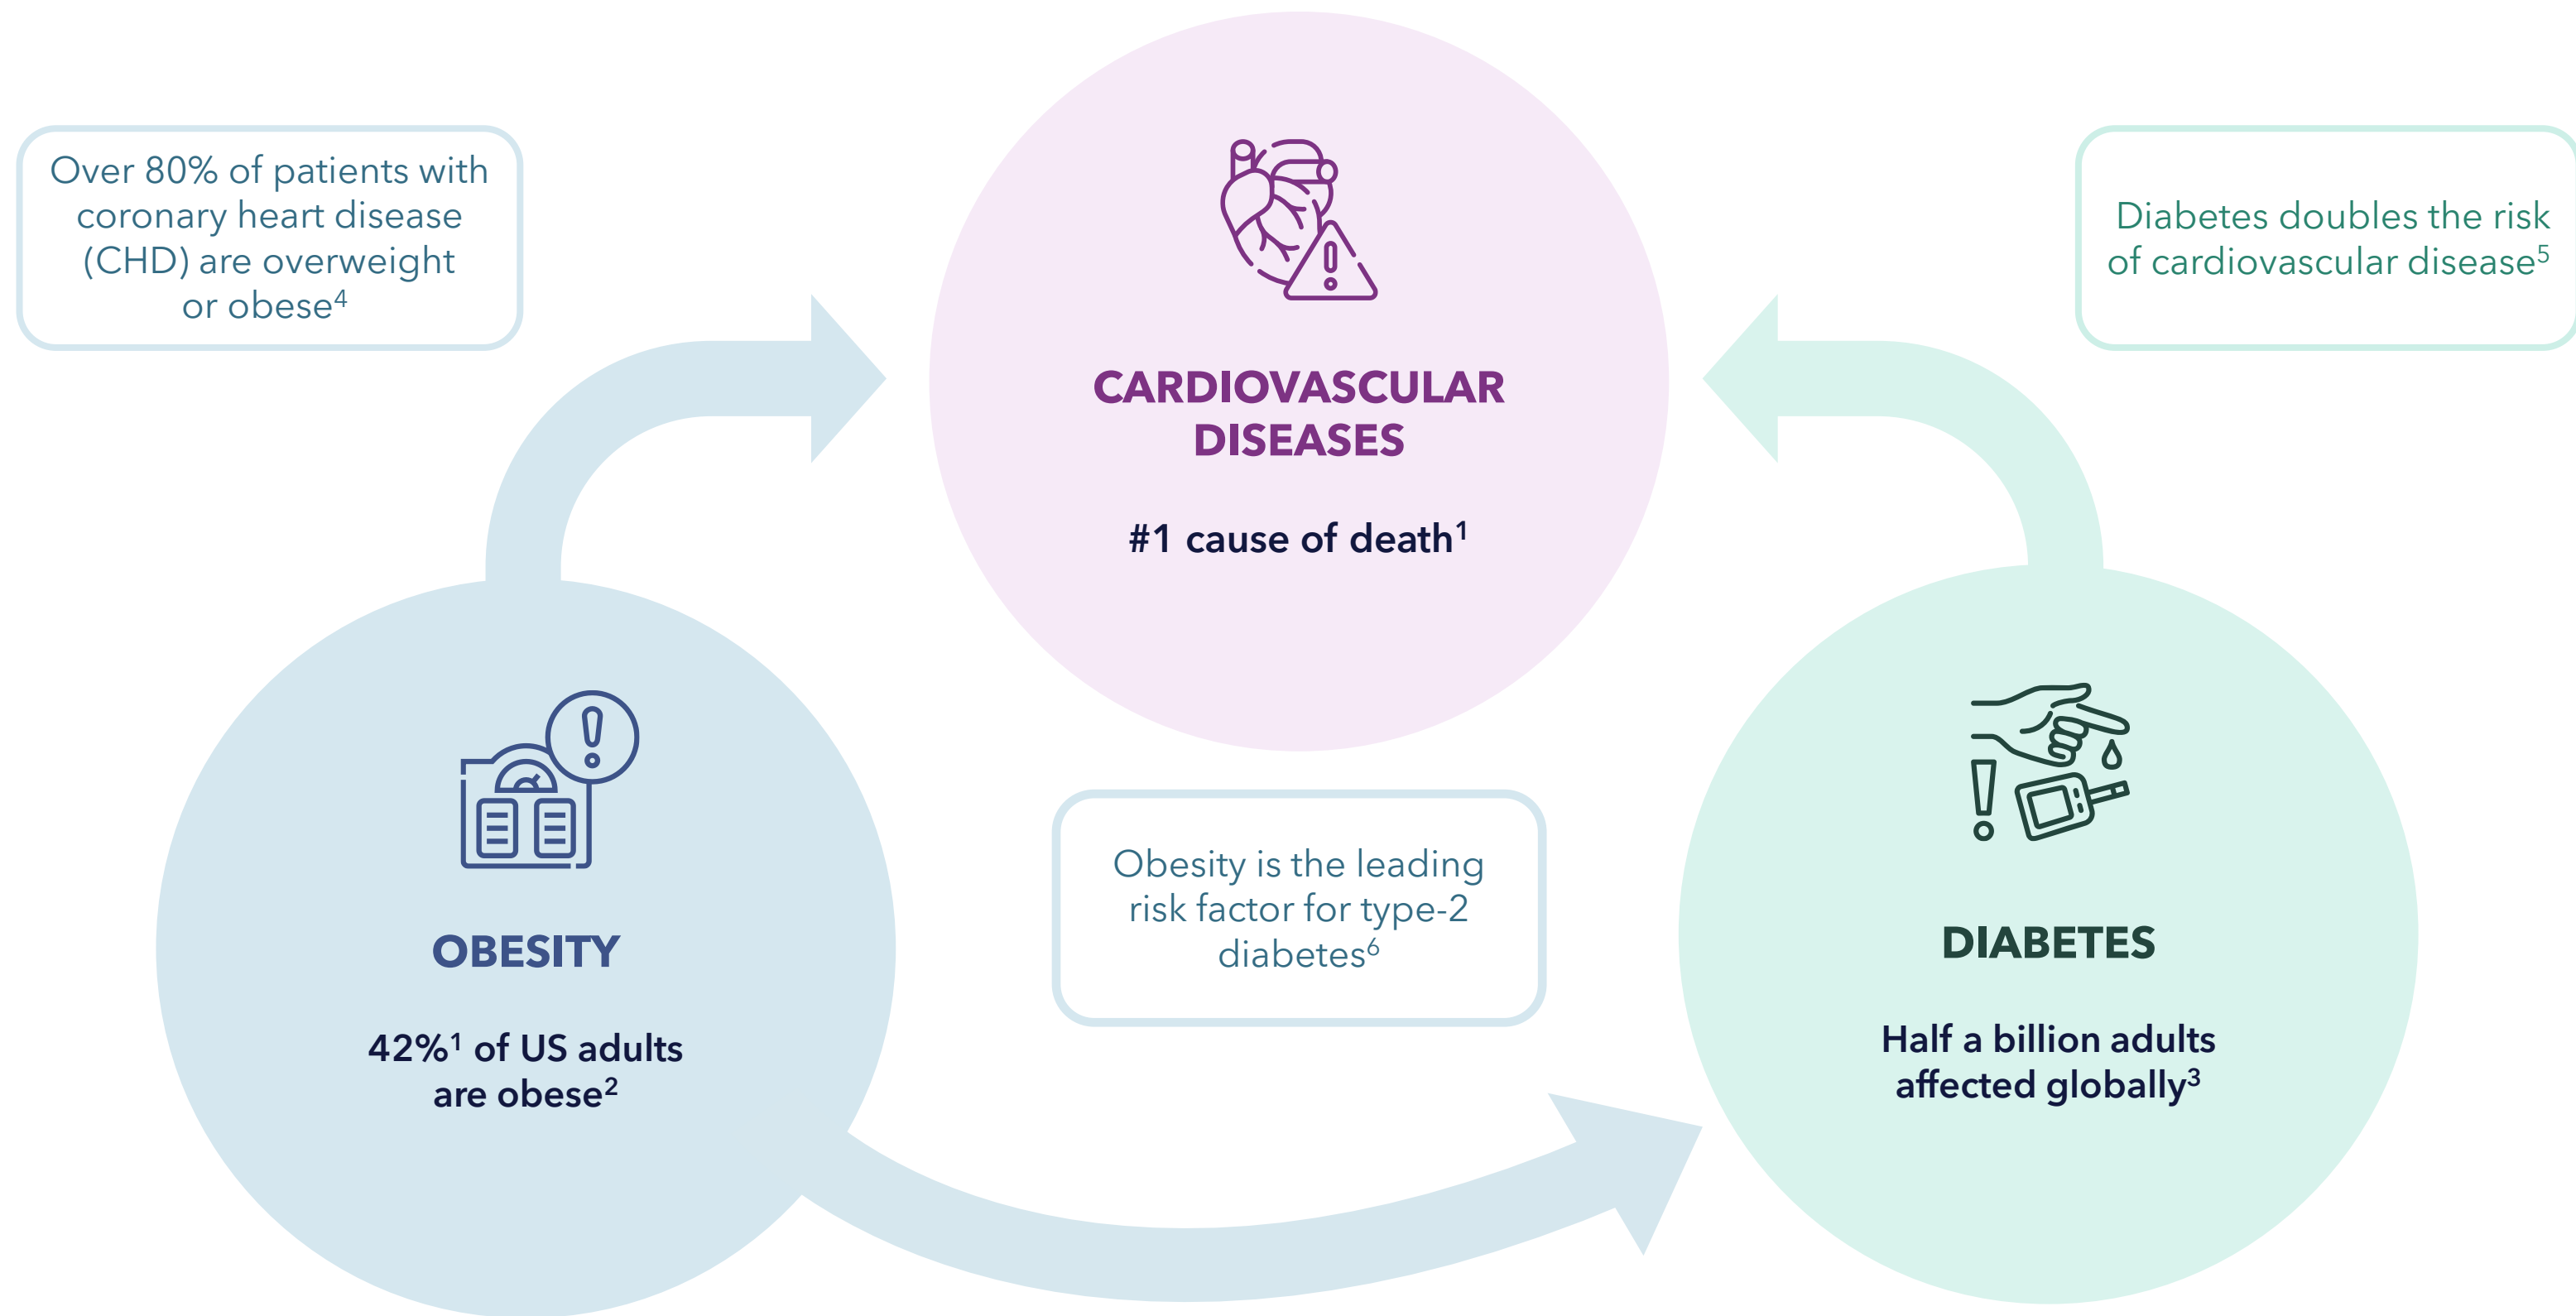 Over 80% of patients with
coronary heart disease
(CHD) are overweight
or obese⁴
Diabetes doubles the risk
of cardiovascular disease⁵
CARDIOVASCULAR
DISEASES
#1 cause of death¹
Obesity is the leading
risk factor for type-2
diabetes⁶
OBESITY
42%¹ of US adults
are obese²
DIABETES
Half a billion adults
affected globally³